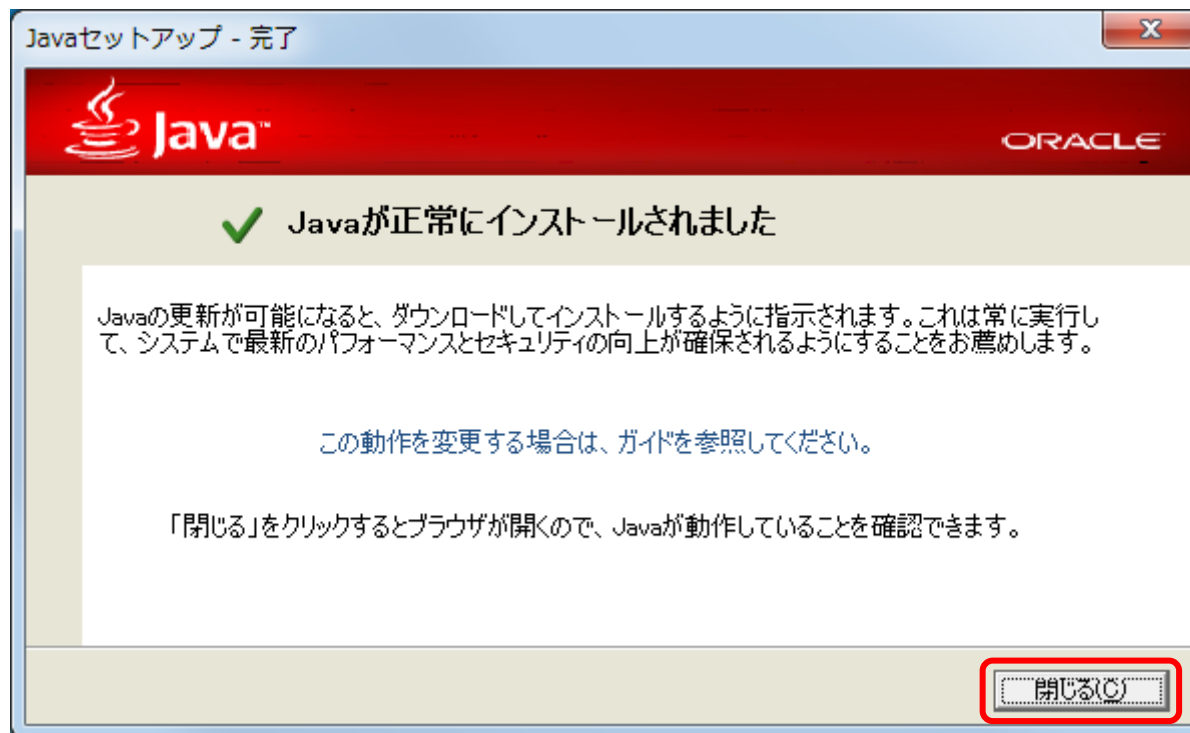 Javaセットアップ - 完了
Java™
ORACLE
Javaが正常にインストールされました
Javaの更新が可能になると、ダウンロードしてインストールするように指示されます。これは常に実行し
て、システムで最新のパフォーマンスとセキュリティの向上が確保されるようにすることをお薦めします。
この動作を変更する場合は、ガイドを参照してください。
「閉じる」をクリックするとブラウザが開くので、Javaが動作していることを確認できます。
閉じる(C)